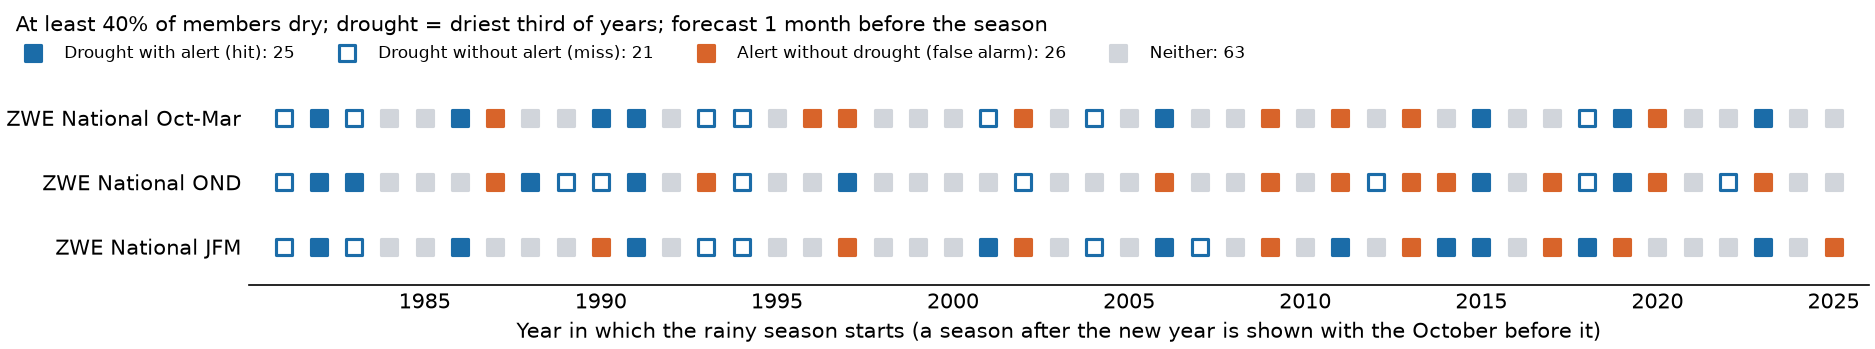 At least 40% of members dry; drought = driest third of years; forecast 1 month before the season
Drought with alert (hit): 25 Drought without alert (miss): 21 Alert without drought (false alarm): 26 Neither: 63
ZWE National Oct-Mar
ZWE National OND
ZWE National JFM
1985 1990 1995 2000 2005 2010 2015 2020 2025
Year in which the rainy season starts (a season after the new year is shown with the October before it)